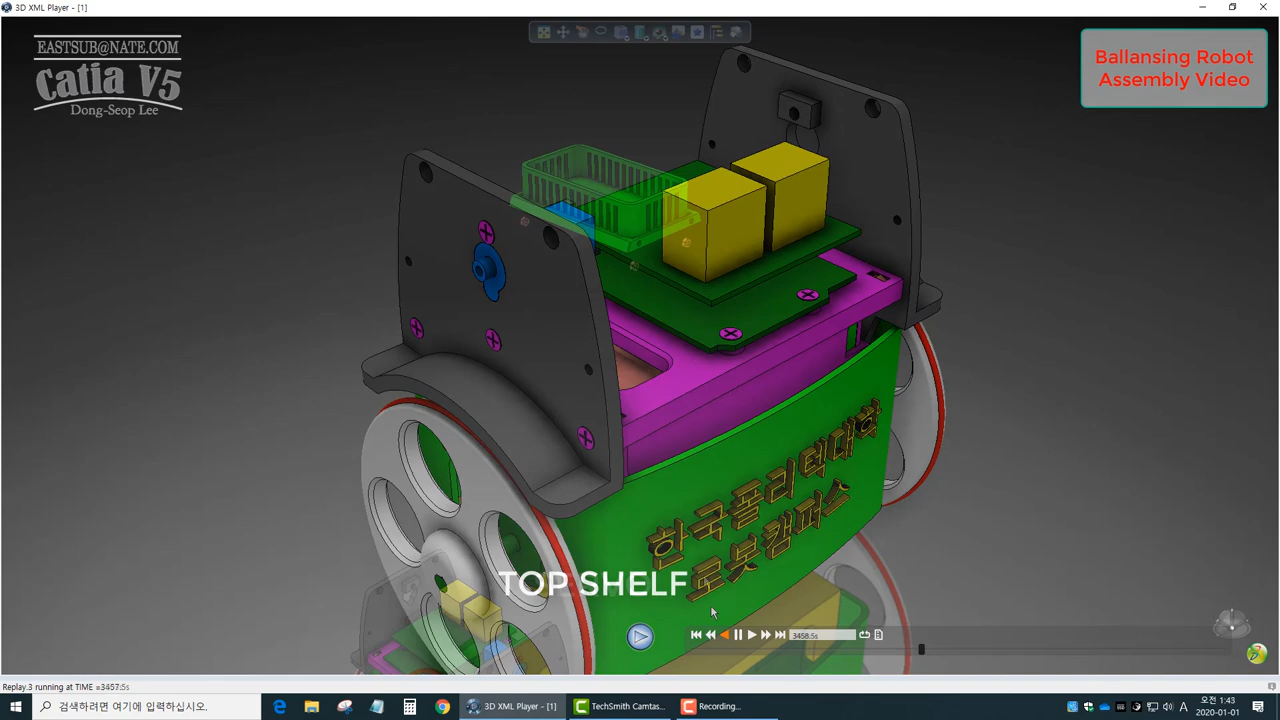 3D XML Player - [1]
EASTSUB@NATE.COM
Catia V5
Dong-Seop Lee
Ballansing Robot
Assembly Video
한국폴리텍대학
로봇캠퍼스
TOP SHELF
3458.5s
Replay.3 running at TIME =3457.5s
검색하려면 여기에 입력하십시오.
3D XML Player - [1]
TechSmith Camtas...
Recording...
A
오전 1:43
2020-01-01